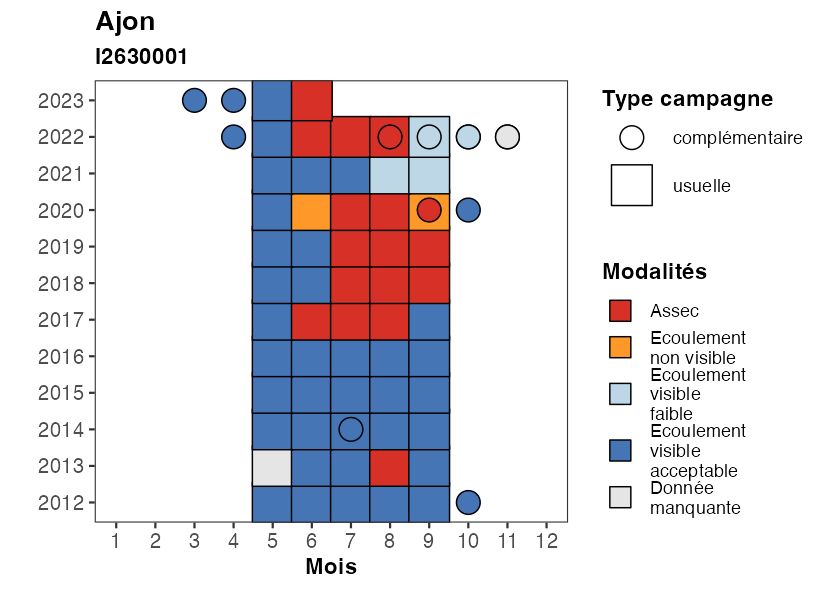 Ajon
I2630001
2023
2022
2021
2020
2019
2018
2017
2016
2015
2014
2013
2012
1 2 3 4 5 6 7 8 9 10 11 12
Mois
Type campagne
complémentaire
usuelle
Modalités
Assec
Ecoulement
non visible
Ecoulement
visible
faible
Ecoulement
visible
acceptable
Donnée
manquante